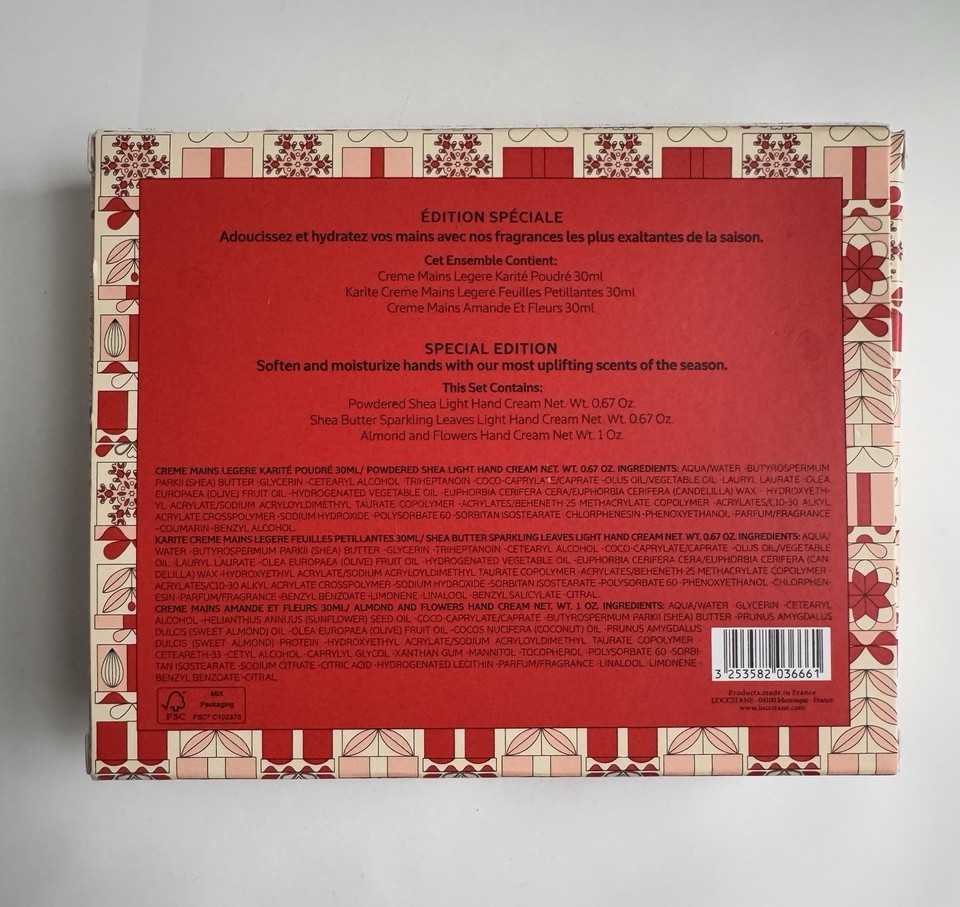 ÉDITION SPÉCIALE
Adoucissez et hydratez vos mains avec nos fragrances les plus exaltantes de la saison.
Cet Ensemble Contient:
Creme Mains Legere Karité Poudré 30ml
Karite Creme Mains Legere Feuilles Petillantes 30ml
Creme Mains Amande Et Fleurs 30ml
SPECIAL EDITION
Soften and moisturize hands with our most uplifting scents of the season.
This Set Contains:
Powdered Shea Light Hand Cream Net. Wt. 0.67 Oz.
Shea Butter Sparkling Leaves Light Hand Cream Net. Wt. 0.67 Oz.
Almond and Flowers Hand Cream Net Wt. 1 Oz.
CREME MAINS LEGERE KARITÉ POUDRÉ 30ML/ POWDERED SHEA LIGHT HAND CREAM NET. WT. 0.67 OZ. INGREDIENTS: AQUA/WATER -BUTYROSPERMUM
PARKII (SHEA) BUTTER -GLYCERIN -CETEARYL ALCOHOL -TRIHEPTANOIN -COCO-CAPRYLATE/CAPRATE -OLUS OIL/VEGETABLE OIL -LAURYL LAURATE -OLEA
EUROPAEA (OLIVE) FRUIT OIL -HYDROGENATED VEGETABLE OIL -EUPHORBIA CERIFERA CERA/EUPHORBIA CERIFERA (CANDELILLA) WAX - HYDROXYETH-
YL ACRYLATE/SODIUM ACRYLOYLDIMETHYL TAURATE COPOLYMER -ACRYLATES/BEHENETH-25 METHACRYLATE COPOLYMER -ACRYLATES/C10-30 ALKYL
ACRYLATE CROSSPOLYMER -SODIUM HYDROXIDE -POLYSORBATE 60 -SORBITAN ISOSTEARATE -CHLORPHENESIN -PHENOXYETHANOL -PARFUM/FRAGRANCE
-COUMARIN -BENZYL ALCOHOL.
KARITE CREME MAINS LEGERE FEUILLES PETILLANTES 30ML/ SHEA BUTTER SPARKLING LEAVES LIGHT HAND CREAM NET. WT. 0.67 OZ. INGREDIENTS: AQUA/
WATER -BUTYROSPERMUM PARKII (SHEA) BUTTER -GLYCERIN -TRIHEPTANOIN -CETEARYL ALCOHOL -COCO-CAPRYLATE/CAPRATE -OLUS OIL/VEGETABLE
OIL -LAURYL LAURATE -OLEA EUROPAEA (OLIVE) FRUIT OIL -HYDROGENATED VEGETABLE OIL -EUPHORBIA CERIFERA CERA/EUPHORBIA CERIFERA (CAN-
DELILLA) WAX -HYDROXYETHYL ACRYLATE/SODIUM ACRYLOYLDIMETHYL TAURATE COPOLYMER -ACRYLATES/BEHENETH-25 METHACRYLATE COPOLYMER -
ACRYLATES/C10-30 ALKYL ACRYLATE CROSSPOLYMER -SODIUM HYDROXIDE -SORBITAN ISOSTEARATE -POLYSORBATE 60 -PHENOXYETHANOL -CHLORPHEN-
ESIN -PARFUM/FRAGRANCE -BENZYL BENZOATE -LIMONENE -LINALOOL -BENZYL SALICYLATE -CITRAL.
CREME MAINS AMANDE ET FLEURS 30ML/ ALMOND AND FLOWERS HAND CREAM NET. WT. 1 OZ. INGREDIENTS: AQUA/WATER -GLYCERIN -CETEARYL
ALCOHOL -HELIANTHUS ANNUUS (SUNFLOWER) SEED OIL -COCO-CAPRYLATE/CAPRATE -BUTYROSPERMUM PARKII (SHEA) BUTTER -PRUNUS AMYGDALUS
DULCIS (SWEET ALMOND) OIL -OLEA EUROPAEA (OLIVE) FRUIT OIL -COCOS NUCIFERA (COCONUT) OIL -PRUNUS AMYGDALUS
DULCIS (SWEET ALMOND) PROTEIN -HYDROXYETHYL ACRYLATE/SODIUM ACRYLOYLDIMETHYL TAURATE COPOLYMER -
CETEARETH-33 -CETYL ALCOHOL -CAPRYLYL GLYCOL -XANTHAN GUM -MANNITOL -TOCOPHEROL -POLYSORBATE 60 -SORBI-
TAN ISOSTEARATE -SODIUM CITRATE -CITRIC ACID -HYDROGENATED LECITHIN -PARFUM/FRAGRANCE -LINALOOL -LIMONENE -
BENZYL BENZOATE -CITRAL.
3 253582 036661
FSC
MIX
Packaging
FSC® C102375
Products made in France
L'OCCITANE - 04100 Manosque - France
www.loccitane.com